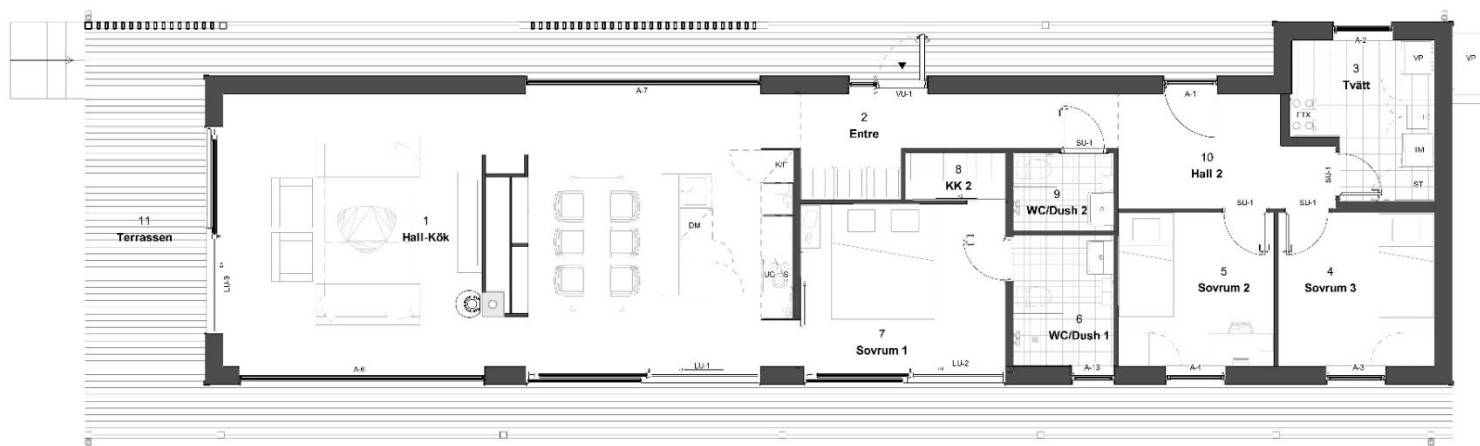 A-2
3
Tvätt
VP
VP
A-7
VU-1
A-1
FTX
2
Entre
SU-1
10
Hall 2
TM
SU-1
ST
K/F
8
KK 2
9
WC/Dush 2
11
Terrassen
1
Hall-Kök
DM
SU-1
SU-1
LU-3
UG
S
5
Sovrum 2
4
Sovrum 3
7
Sovrum 1
6
WC/Dush 1
A-6
LU-1
LU-2
A-13
A-3